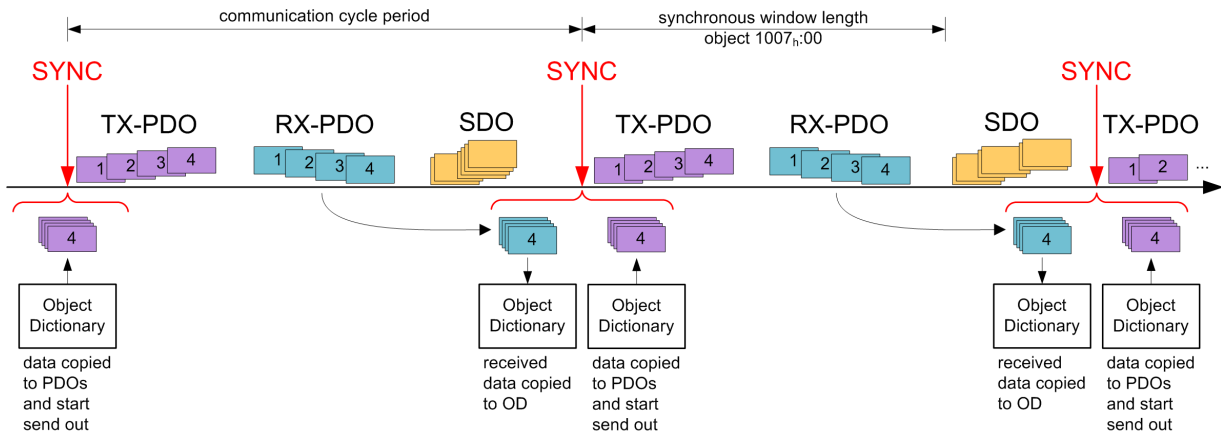 communication cycle period
synchronous window length
object 1007h:00
SYNC
SYNC
SYNC
TX-PDO
RX-PDO
SDO
TX-PDO
RX-PDO
SDO
TX-PDO
1 2 3 4
1 2 3 4
1 2 3 4
1 2 3 4
1 2 ...
4
4
4
4
4
Object
Dictionary
data copied
to PDOs
and start
send out
Object
Dictionary
received
data copied
to OD
Object
Dictionary
data copied
to PDOs
and start
send out
Object
Dictionary
received
data copied
to OD
Object
Dictionary
data copied
to PDOs
and start
send out